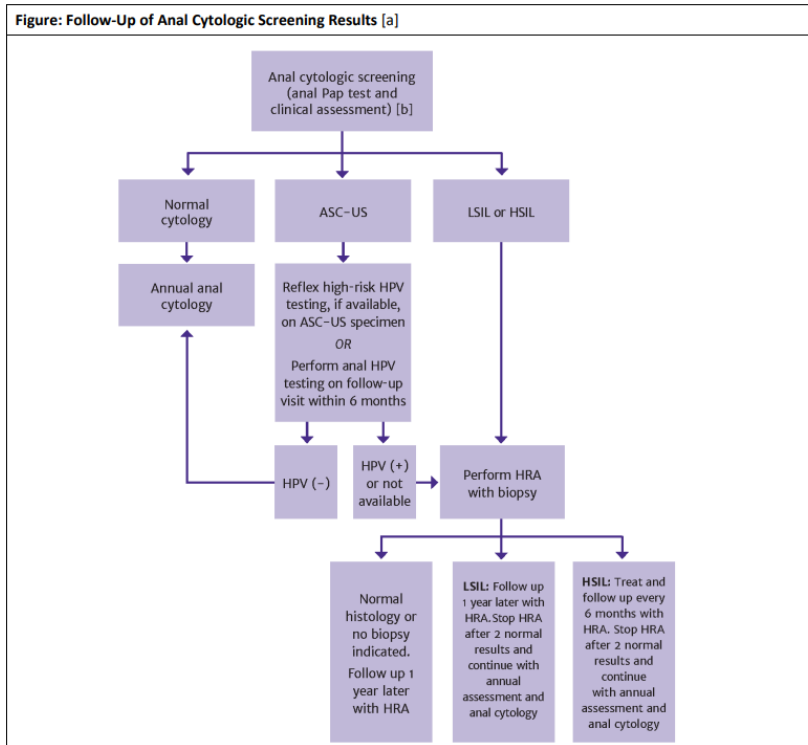 Figure: Follow-Up of Anal Cytologic Screening Results [a]
Anal cytologic screening
(anal Pap test and
clinical assessment) [b]
Normal
cytology
ASC-US
LSIL or HSIL
Annual anal
cytology
Reflex high-risk HPV
testing, if available,
on ASC-US specimen
OR
Perform anal HPV
testing on follow-up
visit within 6 months
HPV (-)
HPV (+)
or not
available
Perform HRA
with biopsy
Normal
histology or
no biopsy
indicated.
Follow up 1
year later
with HRA
LSIL: Follow up
1 year later with
HRA. Stop HRA
after 2 normal
results and
continue with
annual
assessment and
anal cytology
HSIL: Treat and
follow up every
6 months with
HRA. Stop HRA
after 2 normal
results and
continue
with annual
assessment and
anal cytology